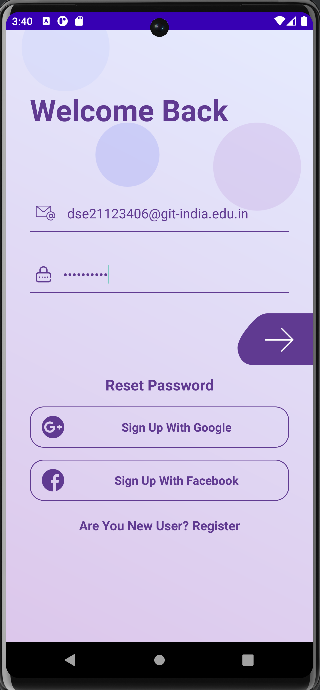 3:40
Welcome Back
dse21123406@git-india.edu.in
••••••••••
Reset Password
G+ Sign Up With Google
f Sign Up With Facebook
Are You New User? Register